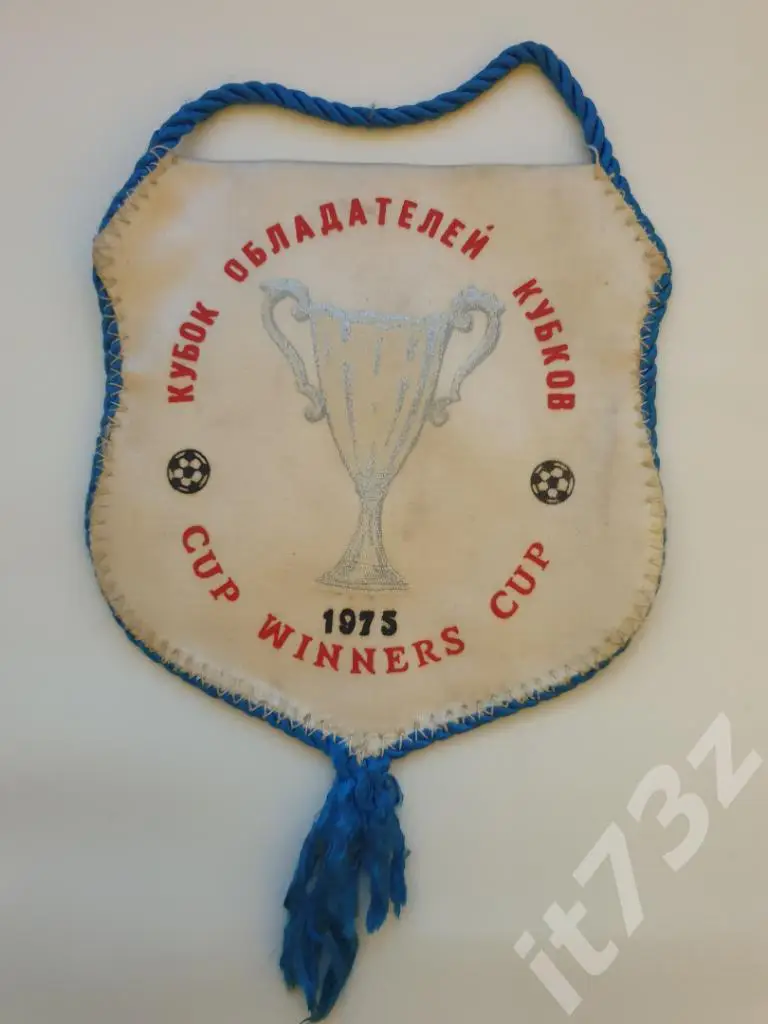 КУБОК ОБЛАДАТЕЛЕЙ КУБКОВ
1975
CUP WINNERS CUP
it73z